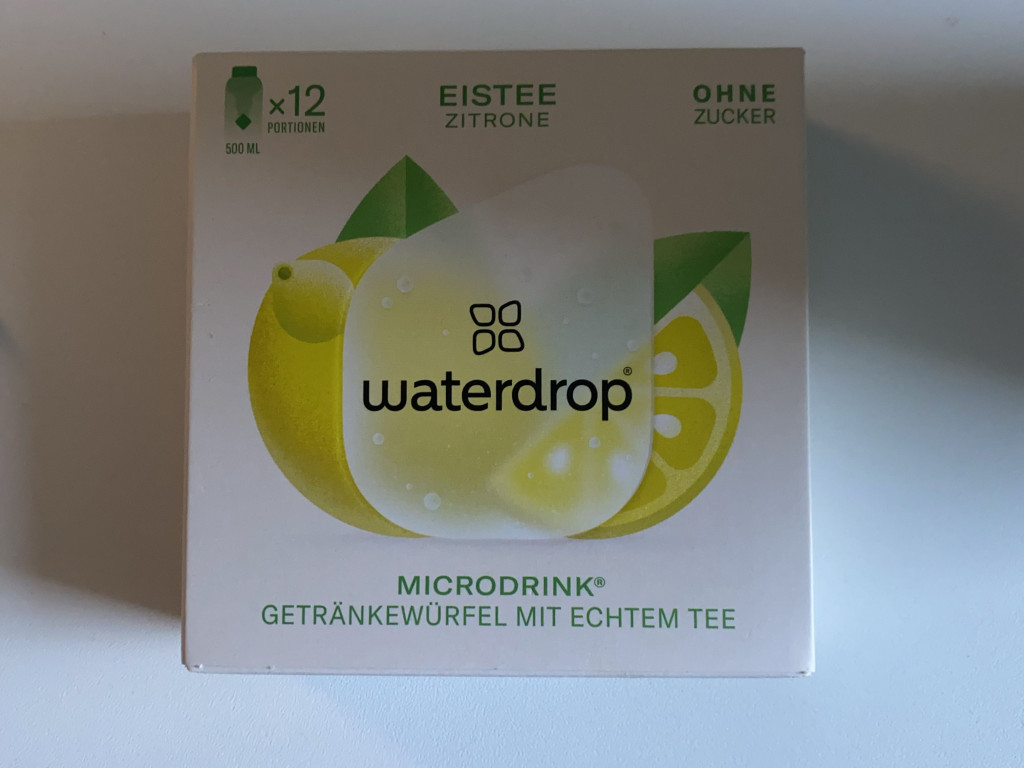 ×12
PORTIONEN
500 ML
EISTEE
ZITRONE
OHNE
ZUCKER
waterdrop®
MICRODRINK®
GETRÄNKEWÜRFEL MIT ECHTEM TEE